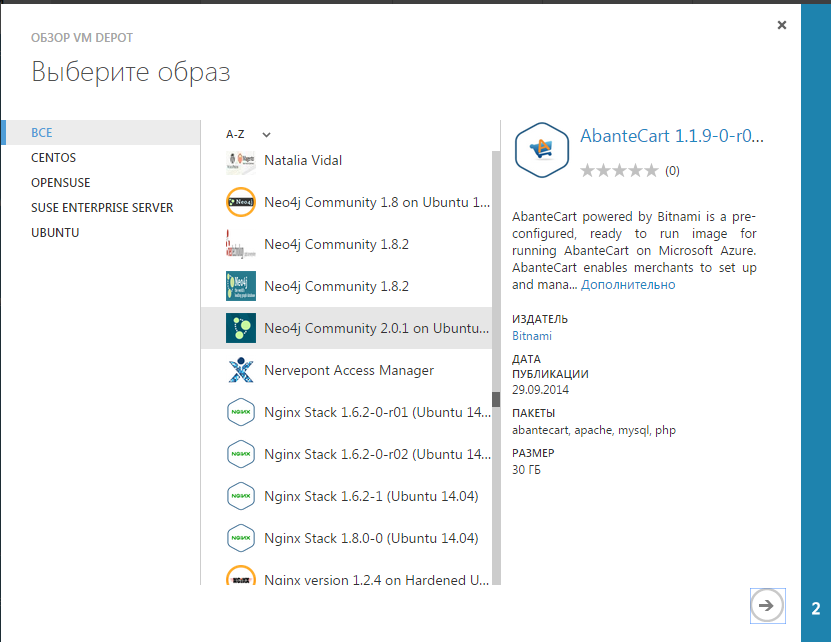 ОБЗОР VM DEPOT
Выберите образ
ВСЕ
CENTOS
OPENSUSE
SUSE ENTERPRISE SERVER
UBUNTU
A-Z
Natalia Vidal
Neo4j Community 1.8 on Ubuntu 1...
Neo4j Community 1.8.2
Neo4j Community 1.8.2
Neo4j Community 2.0.1 on Ubuntu...
Nervepont Access Manager
Nginx Stack 1.6.2-0-r01 (Ubuntu 14...
Nginx Stack 1.6.2-0-r02 (Ubuntu 14...
Nginx Stack 1.6.2-1 (Ubuntu 14.04)
Nginx Stack 1.8.0-0 (Ubuntu 14.04)
Nginx version 1.2.4 on Hardened U...
AbanteCart 1.1.9-0-r0...
(0)
AbanteCart powered by Bitnami is a pre-
configured, ready to run image for
running AbanteCart on Microsoft Azure.
AbanteCart enables merchants to set up
and mana... Дополнительно
ИЗДАТЕЛЬ
Bitnami
ДАТА
ПУБЛИКАЦИИ
29.09.2014
ПАКЕТЫ
abantecart, apache, mysql, php
РАЗМЕР
30 ГБ
2